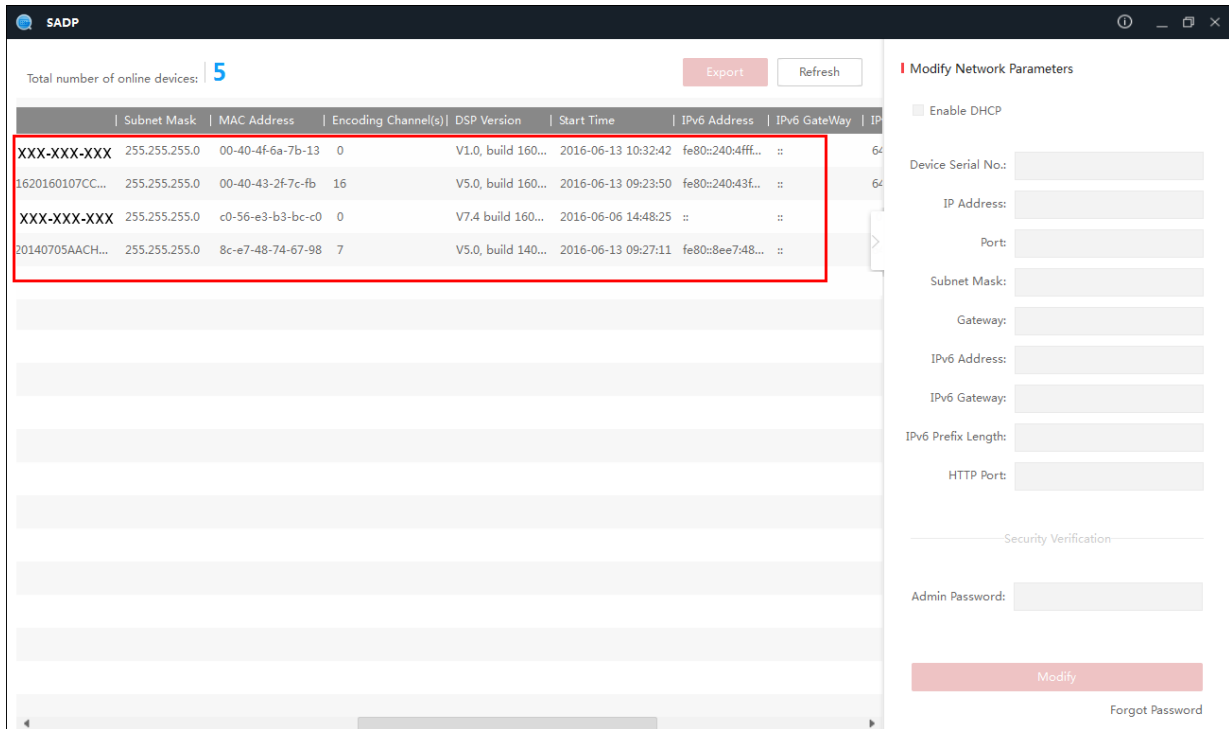 SADP
Total number of online devices: 5
Export
Refresh
| Subnet Mask | MAC Address | Encoding Channel(s) | DSP Version | Start Time | IPv6 Address | IPv6 GateWay | IP
XXX-XXX-XXX 255.255.255.0 00-40-4f-6a-7b-13 0 V1.0, build 160... 2016-06-13 10:32:42 fe80::240:4fff... :: 64
1620160107CC... 255.255.255.0 00-40-43-2f-7c-fb 16 V5.0, build 160... 2016-06-13 09:23:50 fe80::240:43f... :: 64
XXX-XXX-XXX 255.255.255.0 c0-56-e3-b3-bc-c0 0 V7.4 build 160... 2016-06-06 14:48:25 :: ::
20140705AACH... 255.255.255.0 8c-e7-48-74-67-98 7 V5.0, build 140... 2016-06-13 09:27:11 fe80::8ee7:48... ::
Modify Network Parameters
Enable DHCP
Device Serial No.:
IP Address:
Port:
Subnet Mask:
Gateway:
IPv6 Address:
IPv6 Gateway:
IPv6 Prefix Length:
HTTP Port:
Security Verification
Admin Password:
Modify
Forgot Password